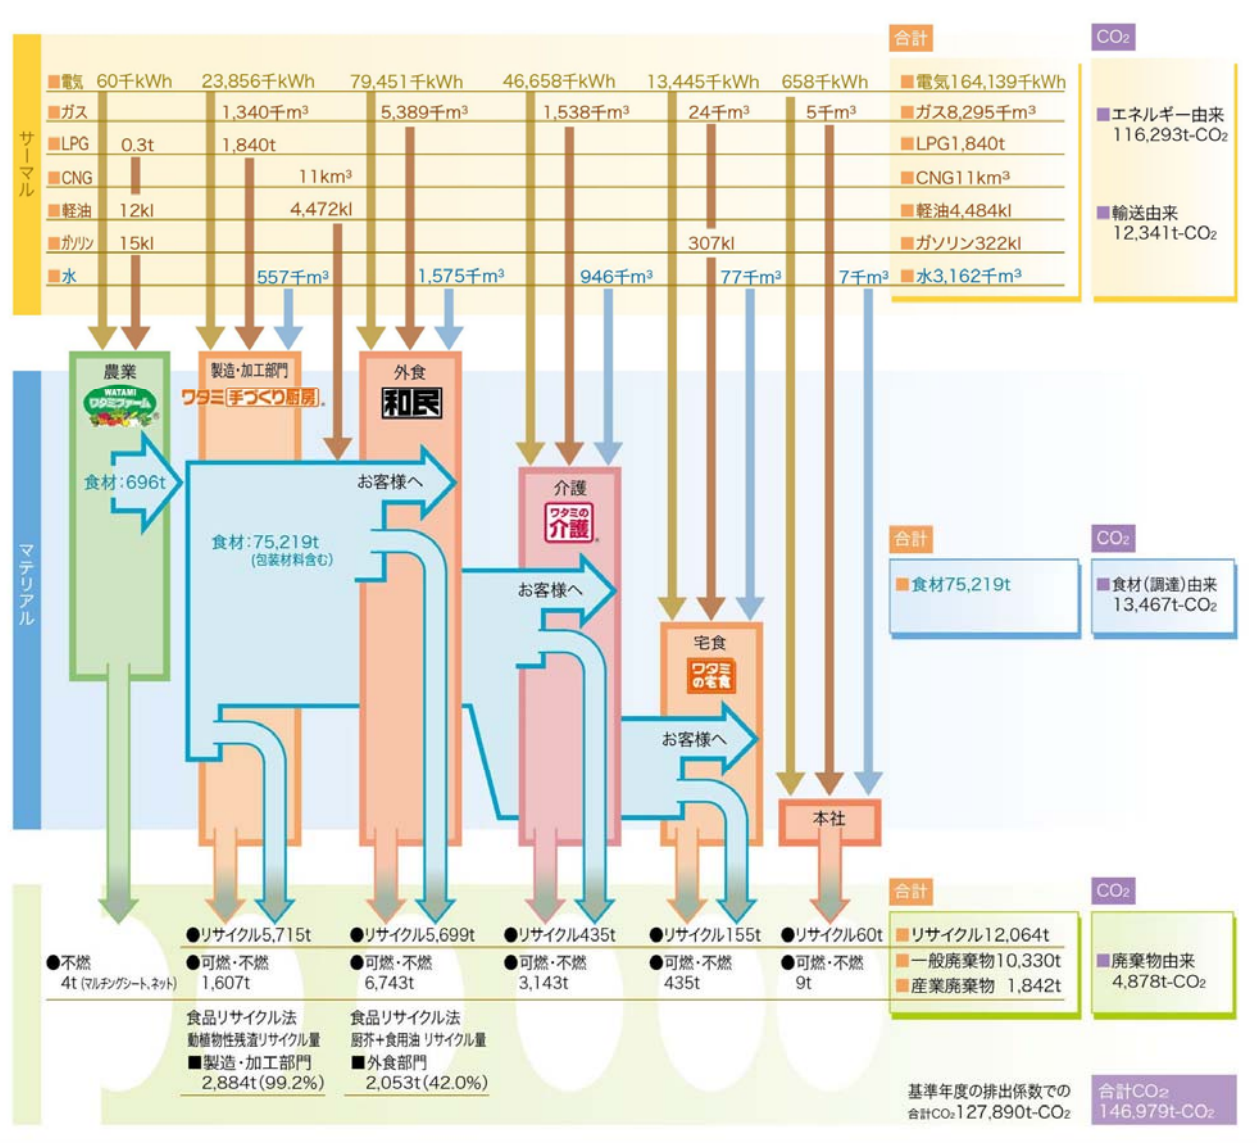 合計
CO₂
サーマル
■電気 60千kWh 23,856千kWh 79,451千kWh 46,658千kWh 13,445千kWh 658千kWh ■電気164,139千kWh
■ガス 1,340千m³ 5,389千m³ 1,538千m³ 24千m³ 5千m³ ■ガス8,295千m³
■LPG 0.3t 1,840t ■LPG1,840t
■CNG 11km³ ■CNG11km³
■軽油 12kl 4,472kl ■軽油4,484kl
■ガソリン 15kl 307kl ■ガソリン322kl
■水 557千m³ 1,575千m³ 946千m³ 77千m³ 7千m³ ■水3,162千m³
■エネルギー由来
116,293t-CO₂
■輸送由来
12,341t-CO₂
マテリアル
農業
WATAMI
ワタミファーム
®
製造・加工部門
ワタミ手づくり厨房®
外食
和民
食材:696t
お客様へ
食材:75,219t
(包装材料含む)
介護
ワタミの
介護®
お客様へ
宅食
ワタミ
の宅食
お客様へ
本社
合計
CO₂
■食材75,219t
■食材(調達)由来
13,467t-CO₂
合計
CO₂
●リサイクル5,715t ●リサイクル5,699t ●リサイクル435t ●リサイクル155t ●リサイクル60t ■リサイクル12,064t
●不燃 ●可燃・不燃 ●可燃・不燃 ●可燃・不燃 ●可燃・不燃 ●可燃・不燃 ■一般廃棄物10,330t
4t(マルチングシート、ネット) 1,607t 6,743t 3,143t 435t 9t ■産業廃棄物 1,842t
■廃棄物由来
4,878t-CO₂
食品リサイクル法
動植物性残渣リサイクル量
■製造・加工部門
2,884t(99.2%)
食品リサイクル法
厨芥+食用油 リサイクル量
■外食部門
2,053t(42.0%)
基準年度の排出係数での
合計CO₂127,890t-CO₂
合計CO₂
146,979t-CO₂